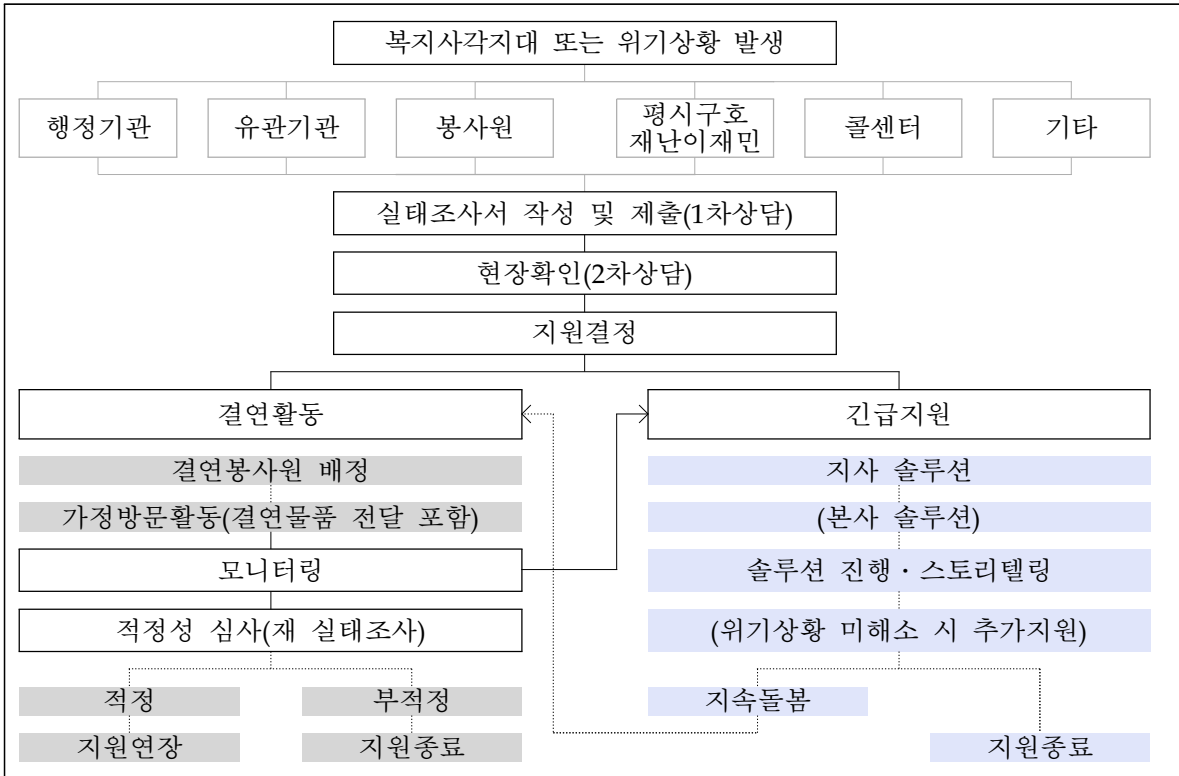 복지사각지대 또는 위기상황 발생
행정기관
유관기관
봉사원
평시구호
재난이재민
콜센터
기타
실태조사서 작성 및 제출(1차상담)
현장확인(2차상담)
지원결정
결연활동
긴급지원
결연봉사원 배정
지사 솔루션
가정방문활동(결연물품 전달 포함)
(본사 솔루션)
모니터링
솔루션 진행·스토리텔링
적정성 심사(재 실태조사)
(위기상황 미해소 시 추가지원)
적정
부적정
지속돌봄
지원연장
지원종료
지원종료